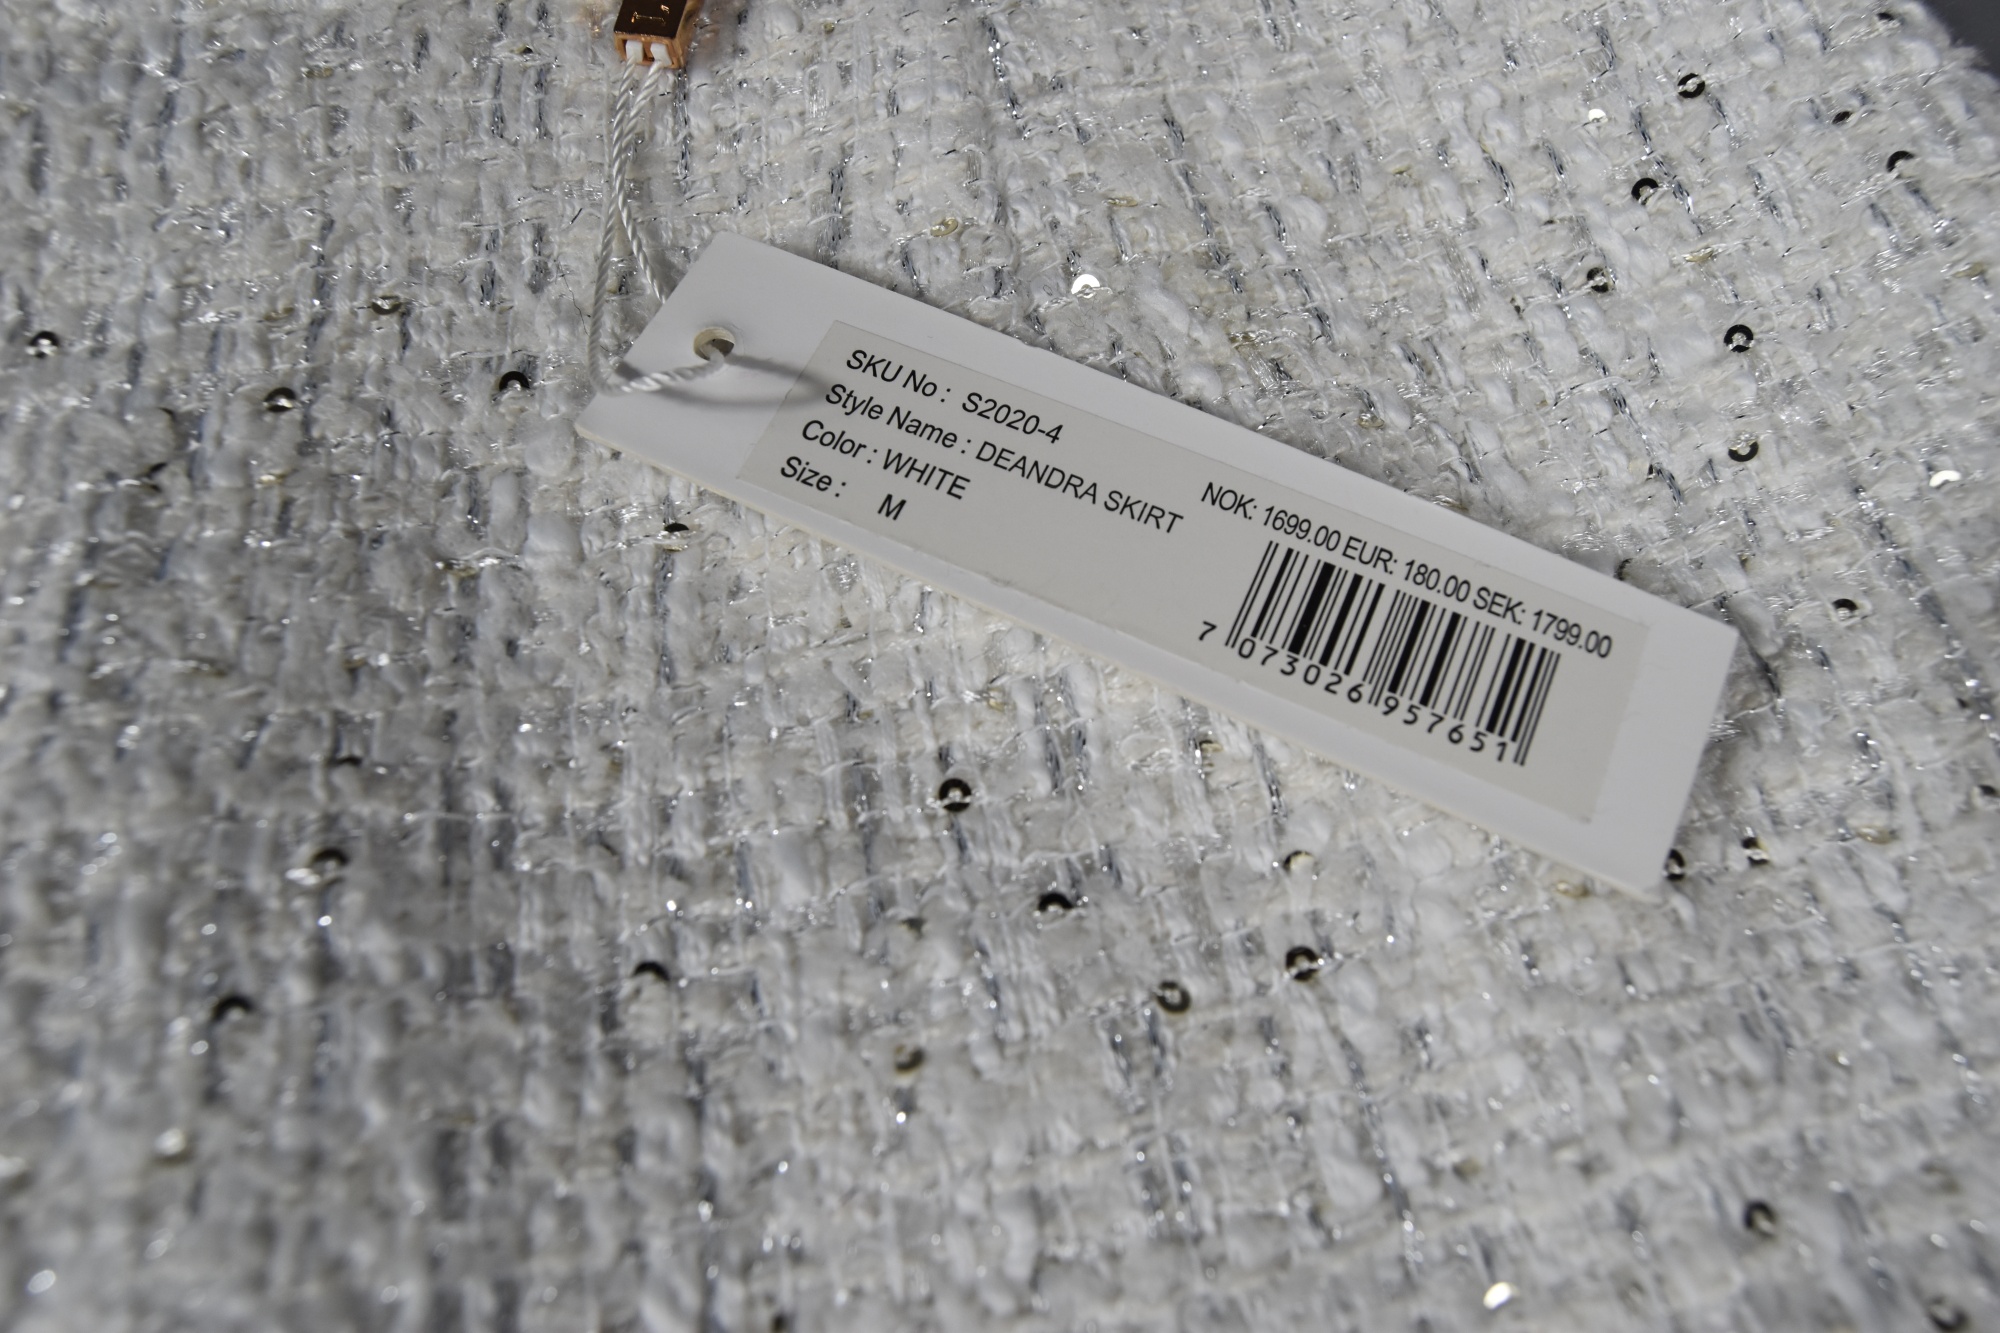 SKU No : S2020-4
Style Name : DEANDRA SKIRT
Color : WHITE
Size : M
NOK: 1699.00 EUR: 180.00 SEK: 1799.00
7 073026 957651